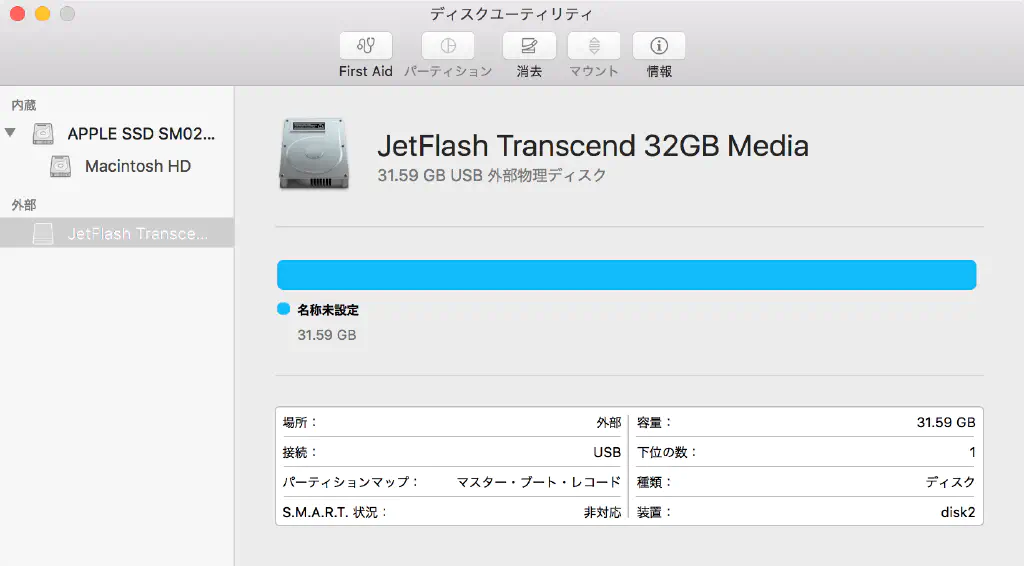 ディスクユーティリティ
First Aid パーティション 消去 マウント 情報
内蔵
APPLE SSD SM02...
Macintosh HD
外部
JetFlash Transce...
JetFlash Transcend 32GB Media
31.59 GB USB 外部物理ディスク
名称未設定
31.59 GB
場所： 外部 容量： 31.59 GB
接続： USB 下位の数： 1
パーティションマップ： マスター・ブート・レコード 種類： ディスク
S.M.A.R.T. 状況： 非対応 装置： disk2